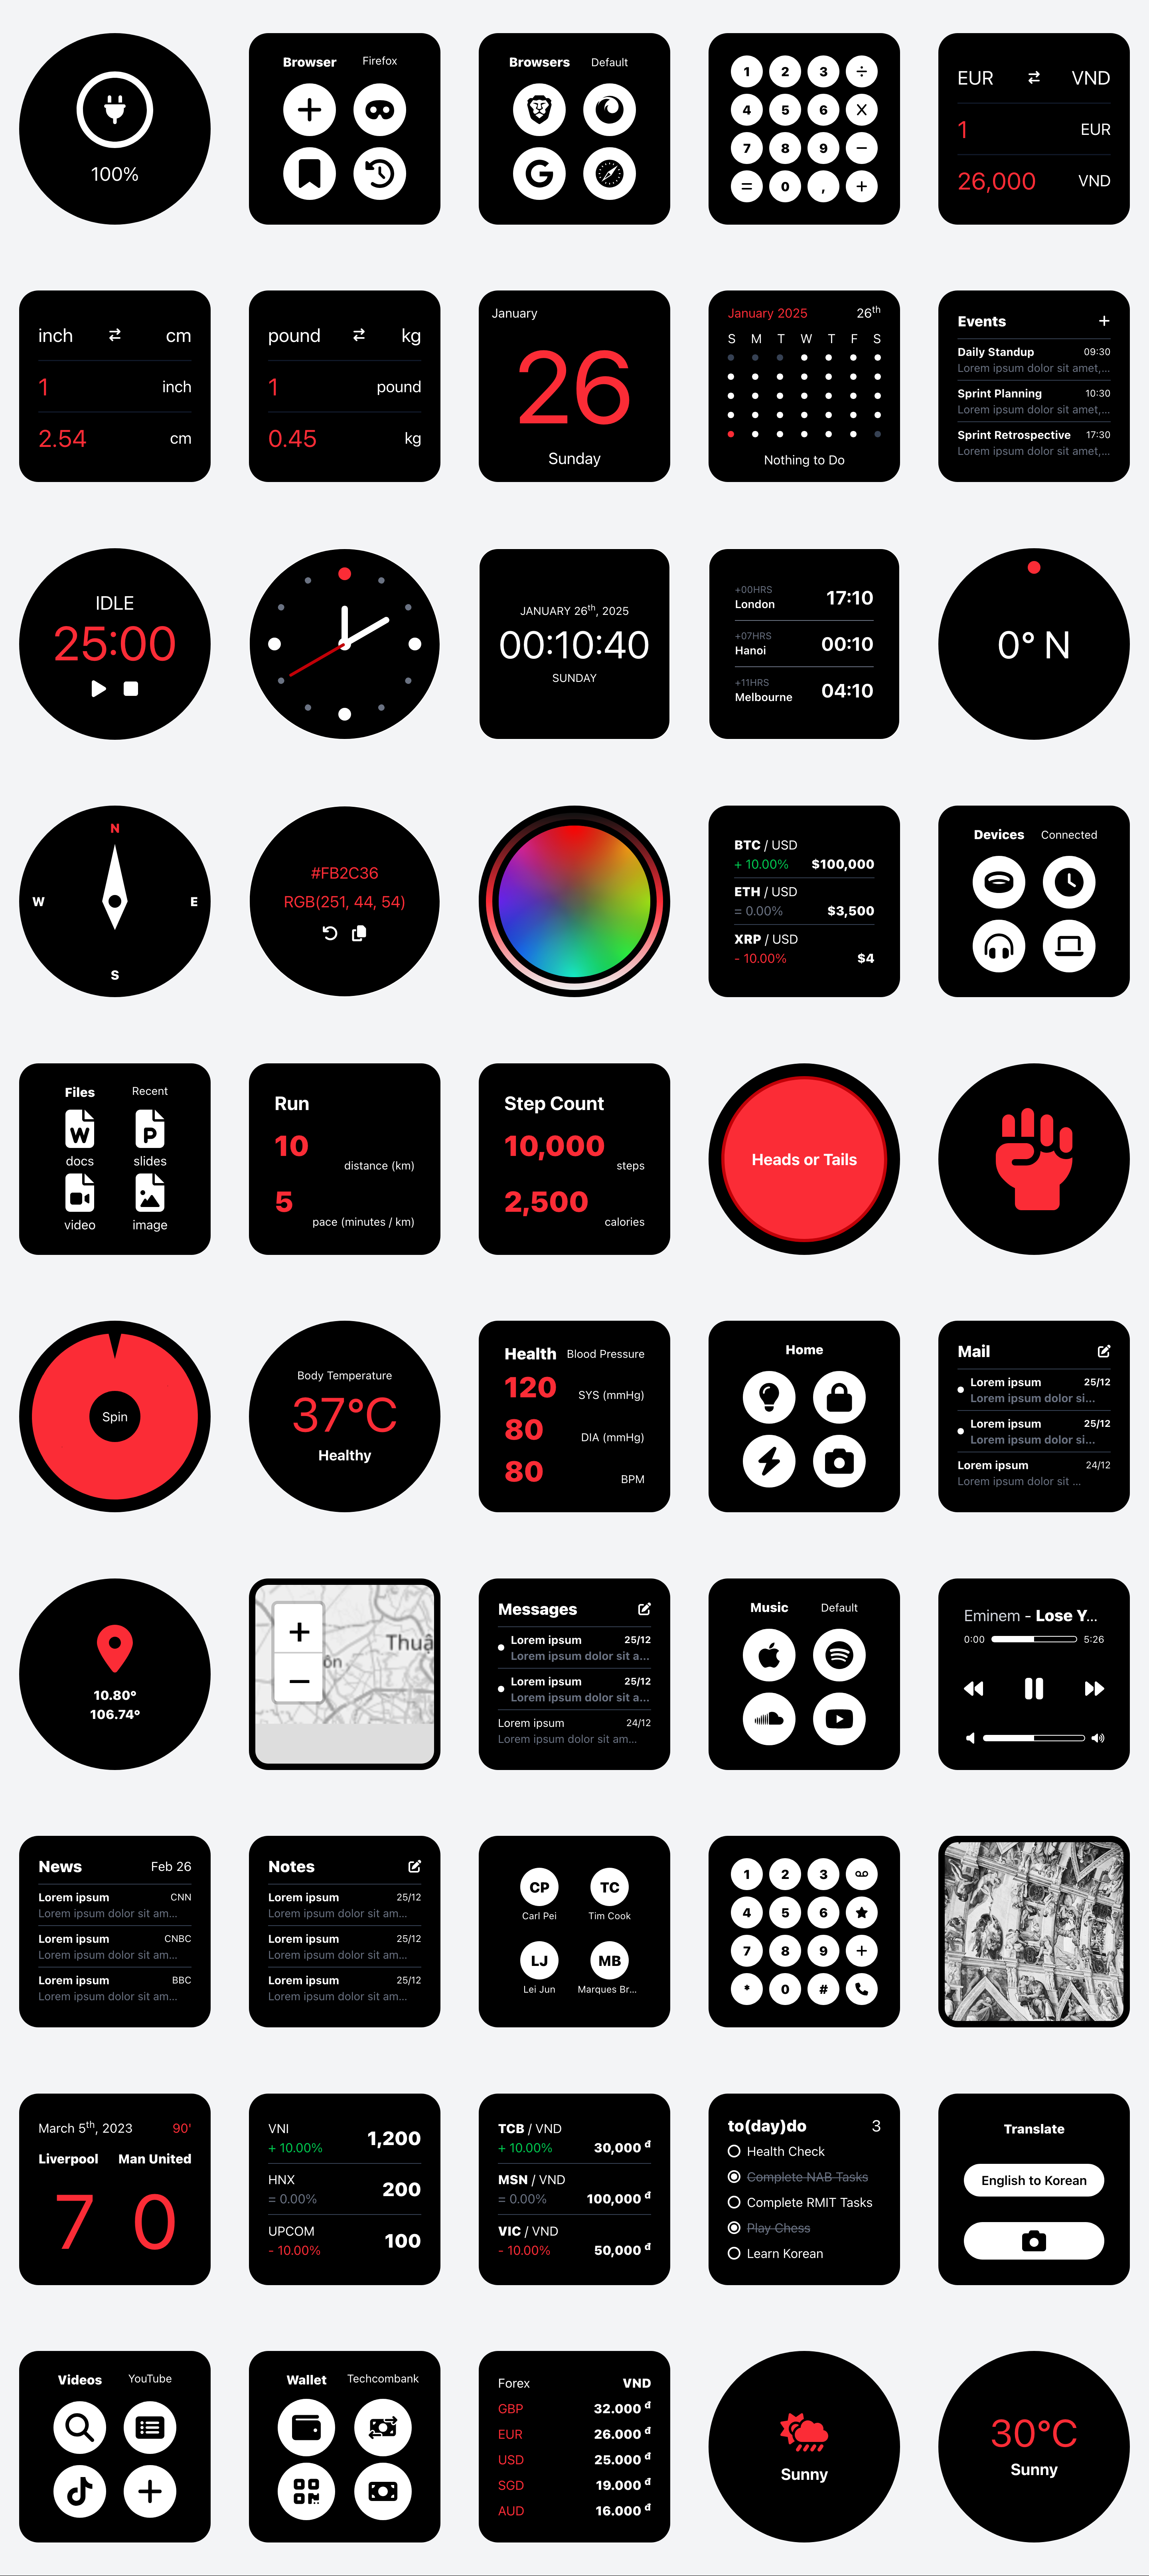 100%
Browser Firefox
Browsers Default
1 2 3 ÷
4 5 6 ×
7 8 9 −
= 0 , +
EUR VND
1 EUR
26,000 VND
inch cm
1 inch
2.54 cm
pound kg
1 pound
0.45 kg
January
26
Sunday
January 2025 26th
S M T W T F S
Nothing to Do
Events +
Daily Standup 09:30
Lorem ipsum dolor sit amet,...
Sprint Planning 10:30
Lorem ipsum dolor sit amet,...
Sprint Retrospective 17:30
Lorem ipsum dolor sit amet,...
IDLE
25:00
JANUARY 26th, 2025
00:10:40
SUNDAY
+00HRS
London 17:10
+07HRS
Hanoi 00:10
+11HRS
Melbourne 04:10
0° N
N
W E
S
#FB2C36
RGB(251, 44, 54)
BTC / USD
+ 10.00% $100,000
ETH / USD
= 0.00% $3,500
XRP / USD
- 10.00% $4
Devices Connected
Files Recent
W P
docs slides
video image
Run
10
distance (km)
5
pace (minutes / km)
Step Count
10,000
steps
2,500
calories
Heads or Tails
Spin
Body Temperature
37°C
Healthy
Health Blood Pressure
120 SYS (mmHg)
80 DIA (mmHg)
80 BPM
Home
Mail
Lorem ipsum 25/12
Lorem ipsum dolor si...
Lorem ipsum 25/12
Lorem ipsum dolor si...
Lorem ipsum 24/12
Lorem ipsum dolor sit ...
10.80°
106.74°
+
Thuậ
ôn
−
Messages
Lorem ipsum 25/12
Lorem ipsum dolor sit a...
Lorem ipsum 25/12
Lorem ipsum dolor sit a...
Lorem ipsum 24/12
Lorem ipsum dolor sit am...
Music Default
Eminem - Lose Y...
0:00 5:26
News Feb 26
Lorem ipsum CNN
Lorem ipsum dolor sit am...
Lorem ipsum CNBC
Lorem ipsum dolor sit am...
Lorem ipsum BBC
Lorem ipsum dolor sit am...
Notes
Lorem ipsum 25/12
Lorem ipsum dolor sit am...
Lorem ipsum 25/12
Lorem ipsum dolor sit am...
Lorem ipsum 25/12
Lorem ipsum dolor sit am...
CP TC
Carl Pei Tim Cook
LJ MB
Lei Jun Marques Br...
1 2 3
4 5 6
7 8 9 +
* 0 #
March 5th, 2023 90'
Liverpool Man United
7 0
VNI
+ 10.00% 1,200
HNX
= 0.00% 200
UPCOM
- 10.00% 100
TCB / VND
+ 10.00% 30,000 đ
MSN / VND
= 0.00% 100,000 đ
VIC / VND
- 10.00% 50,000 đ
to(day)do 3
Health Check
Complete NAB Tasks
Complete RMIT Tasks
Play Chess
Learn Korean
Translate
English to Korean
Videos YouTube
Wallet Techcombank
Forex VND
GBP 32.000 đ
EUR 26.000 đ
USD 25.000 đ
SGD 19.000 đ
AUD 16.000 đ
Sunny
30°C
Sunny